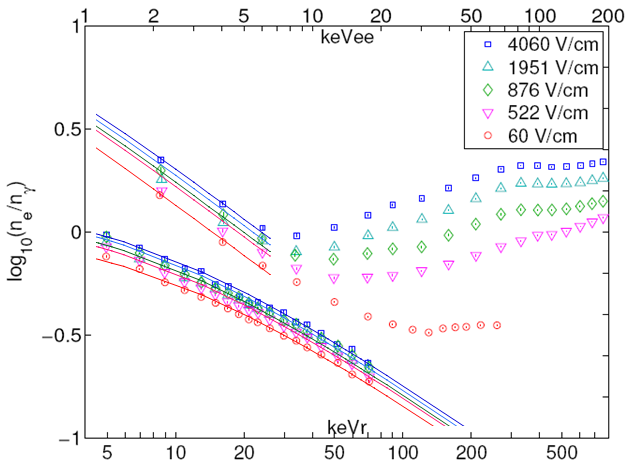 1 2 5 10 20 50 100 200
keVee
4060 V/cm
1951 V/cm
876 V/cm
522 V/cm
60 V/cm
1
0.5
0
−0.5
−1
log10(ne/nγ)
keVr
5 10 20 50 100 200 500